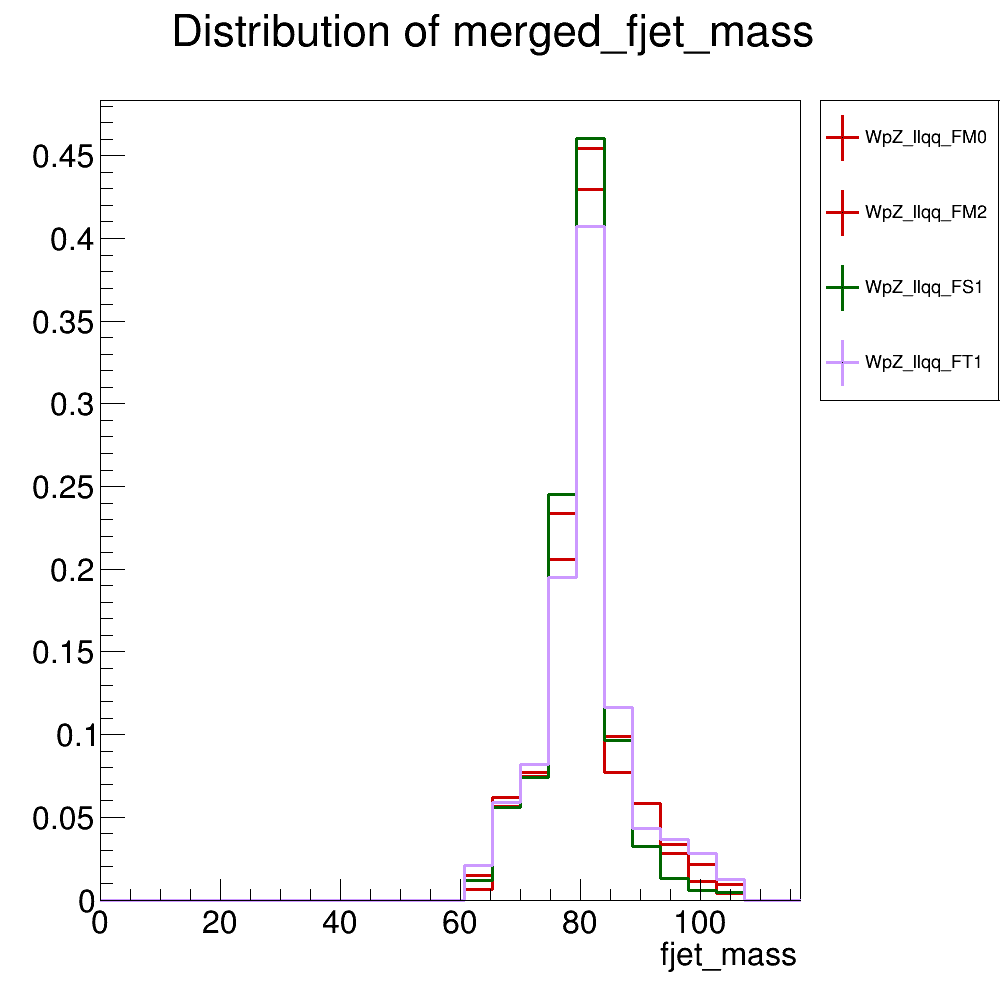 Distribution of merged_fjet_mass
WpZ_llqq_FM0
WpZ_llqq_FM2
WpZ_llqq_FS1
WpZ_llqq_FT1
0.45
0.4
0.35
0.3
0.25
0.2
0.15
0.1
0.05
0
0 20 40 60 80 100
fjet_mass